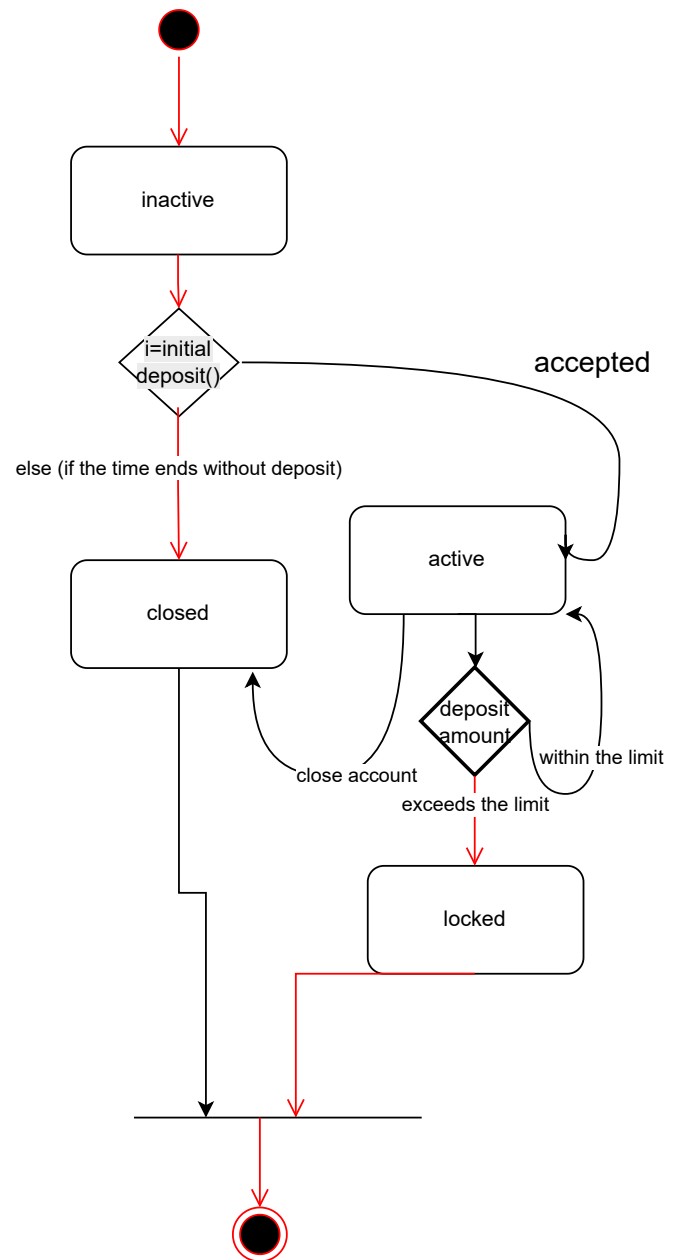 inactive
i=initial
deposit()
accepted
else (if the time ends without deposit)
active
closed
deposit
amount
within the limit
close account
exceeds the limit
locked